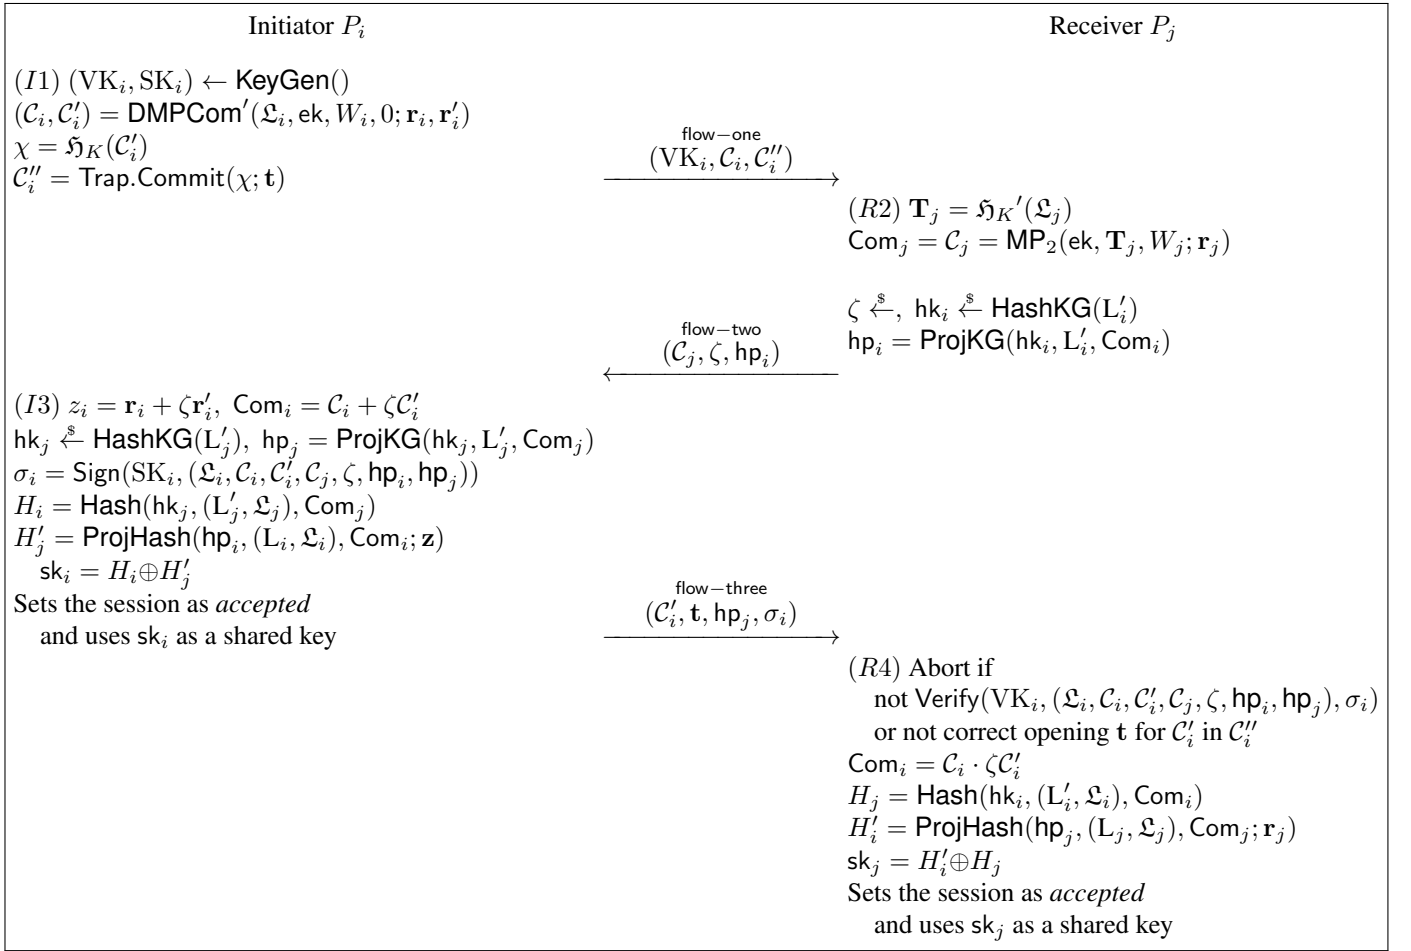 Initiator P_i
Receiver P_j
(I1) (VK_i, SK_i) ← KeyGen()
(𝒞_i, 𝒞′_i) = DMPCom′(𝔏_i, ek, W_i, 0; r_i, r′_i)
χ = ℌ_K(𝒞′_i)
𝒞″_i = Trap.Commit(χ; t)
flow−one
(VK_i, 𝒞_i, 𝒞″_i)
(R2) T_j = ℌ_K′(𝔏_j)
Com_j = 𝒞_j = MP_2(ek, T_j, W_j; r_j)
ζ ←$, hk_i ←$ HashKG(L′_i)
hp_i = ProjKG(hk_i, L′_i, Com_i)
flow−two
(𝒞_j, ζ, hp_i)
(I3) z_i = r_i + ζr′_i, Com_i = 𝒞_i + ζ𝒞′_i
hk_j ←$ HashKG(L′_j), hp_j = ProjKG(hk_j, L′_j, Com_j)
σ_i = Sign(SK_i, (𝔏_i, 𝒞_i, 𝒞′_i, 𝒞_j, ζ, hp_i, hp_j))
H_i = Hash(hk_j, (L′_j, 𝔏_j), Com_j)
H′_j = ProjHash(hp_i, (L_i, 𝔏_i), Com_i; z)
sk_i = H_i⊕H′_j
Sets the session as accepted
and uses sk_i as a shared key
flow−three
(𝒞′_i, t, hp_j, σ_i)
(R4) Abort if
not Verify(VK_i, (𝔏_i, 𝒞_i, 𝒞′_i, 𝒞_j, ζ, hp_i, hp_j), σ_i)
or not correct opening t for 𝒞′_i in 𝒞″_i
Com_i = 𝒞_i · ζ𝒞′_i
H_j = Hash(hk_i, (L′_i, 𝔏_i), Com_i)
H′_i = ProjHash(hp_j, (L_j, 𝔏_j), Com_j; r_j)
sk_j = H′_i⊕H_j
Sets the session as accepted
and uses sk_j as a shared key